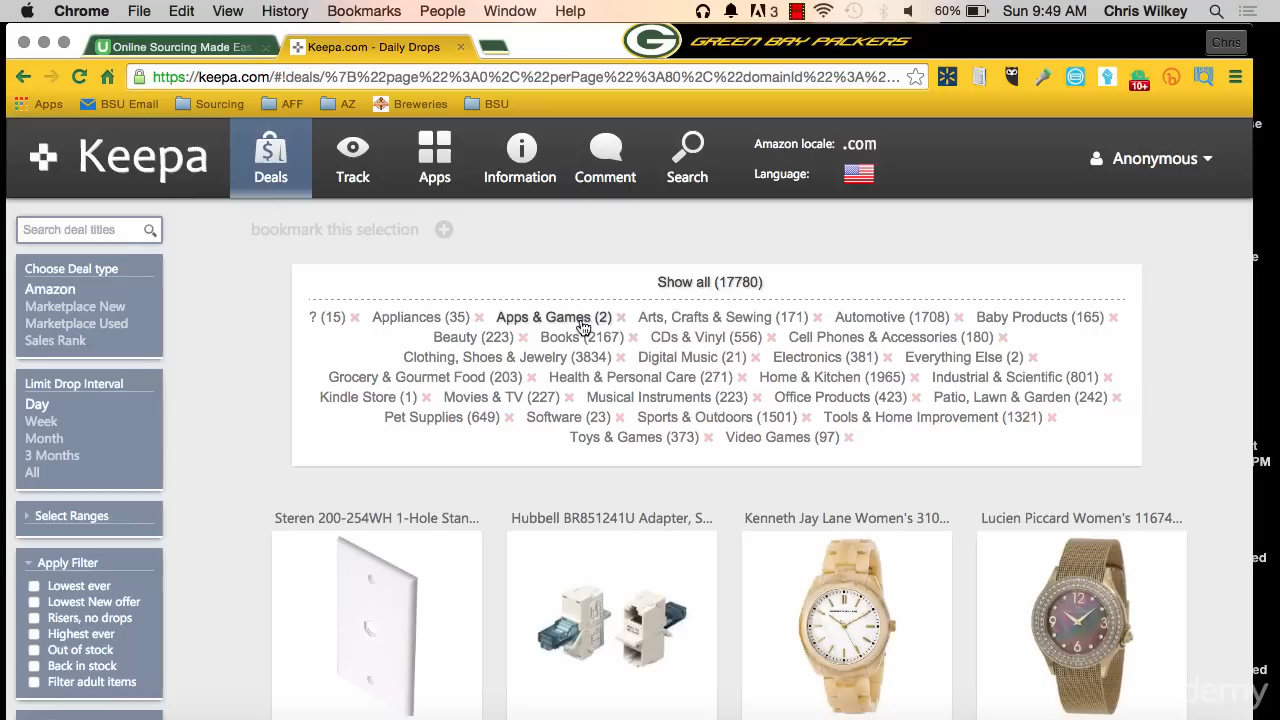 Chrome File Edit View History Bookmarks People Window Help 3 60% Sun 9:49 AM Chris Wilkey
Online Sourcing Made Eas Keepa.com - Daily Drops G GREEN BAY PACKERS Chris
https://keepa.com/#!deals/%7B%22page%22%3A0%2C%22perPage%22%3A80%2C%22domainId%22%3A%2... 10+
Apps BSU Email Sourcing AFF AZ Breweries BSU
Keepa
Deals Track Apps Information Comment Search
Amazon locale: .com
Language:
Anonymous
Search deal titles
bookmark this selection
Choose Deal type
Amazon
Marketplace New
Marketplace Used
Sales Rank
Limit Drop Interval
Day
Week
Month
3 Months
All
Select Ranges
Apply Filter
Lowest ever
Lowest New offer
Risers, no drops
Highest ever
Out of stock
Back in stock
Filter adult items
Show all (17780)
? (15) Appliances (35) Apps & Games (2) Arts, Crafts & Sewing (171) Automotive (1708) Baby Products (165)
Beauty (223) Books (2167) CDs & Vinyl (556) Cell Phones & Accessories (180)
Clothing, Shoes & Jewelry (3834) Digital Music (21) Electronics (381) Everything Else (2)
Grocery & Gourmet Food (203) Health & Personal Care (271) Home & Kitchen (1965) Industrial & Scientific (801)
Kindle Store (1) Movies & TV (227) Musical Instruments (223) Office Products (423) Patio, Lawn & Garden (242)
Pet Supplies (649) Software (23) Sports & Outdoors (1501) Tools & Home Improvement (1321)
Toys & Games (373) Video Games (97)
Steren 200-254WH 1-Hole Stan... Hubbell BR851241U Adapter, S... Kenneth Jay Lane Women's 310... Lucien Piccard Women's 11674...
demy